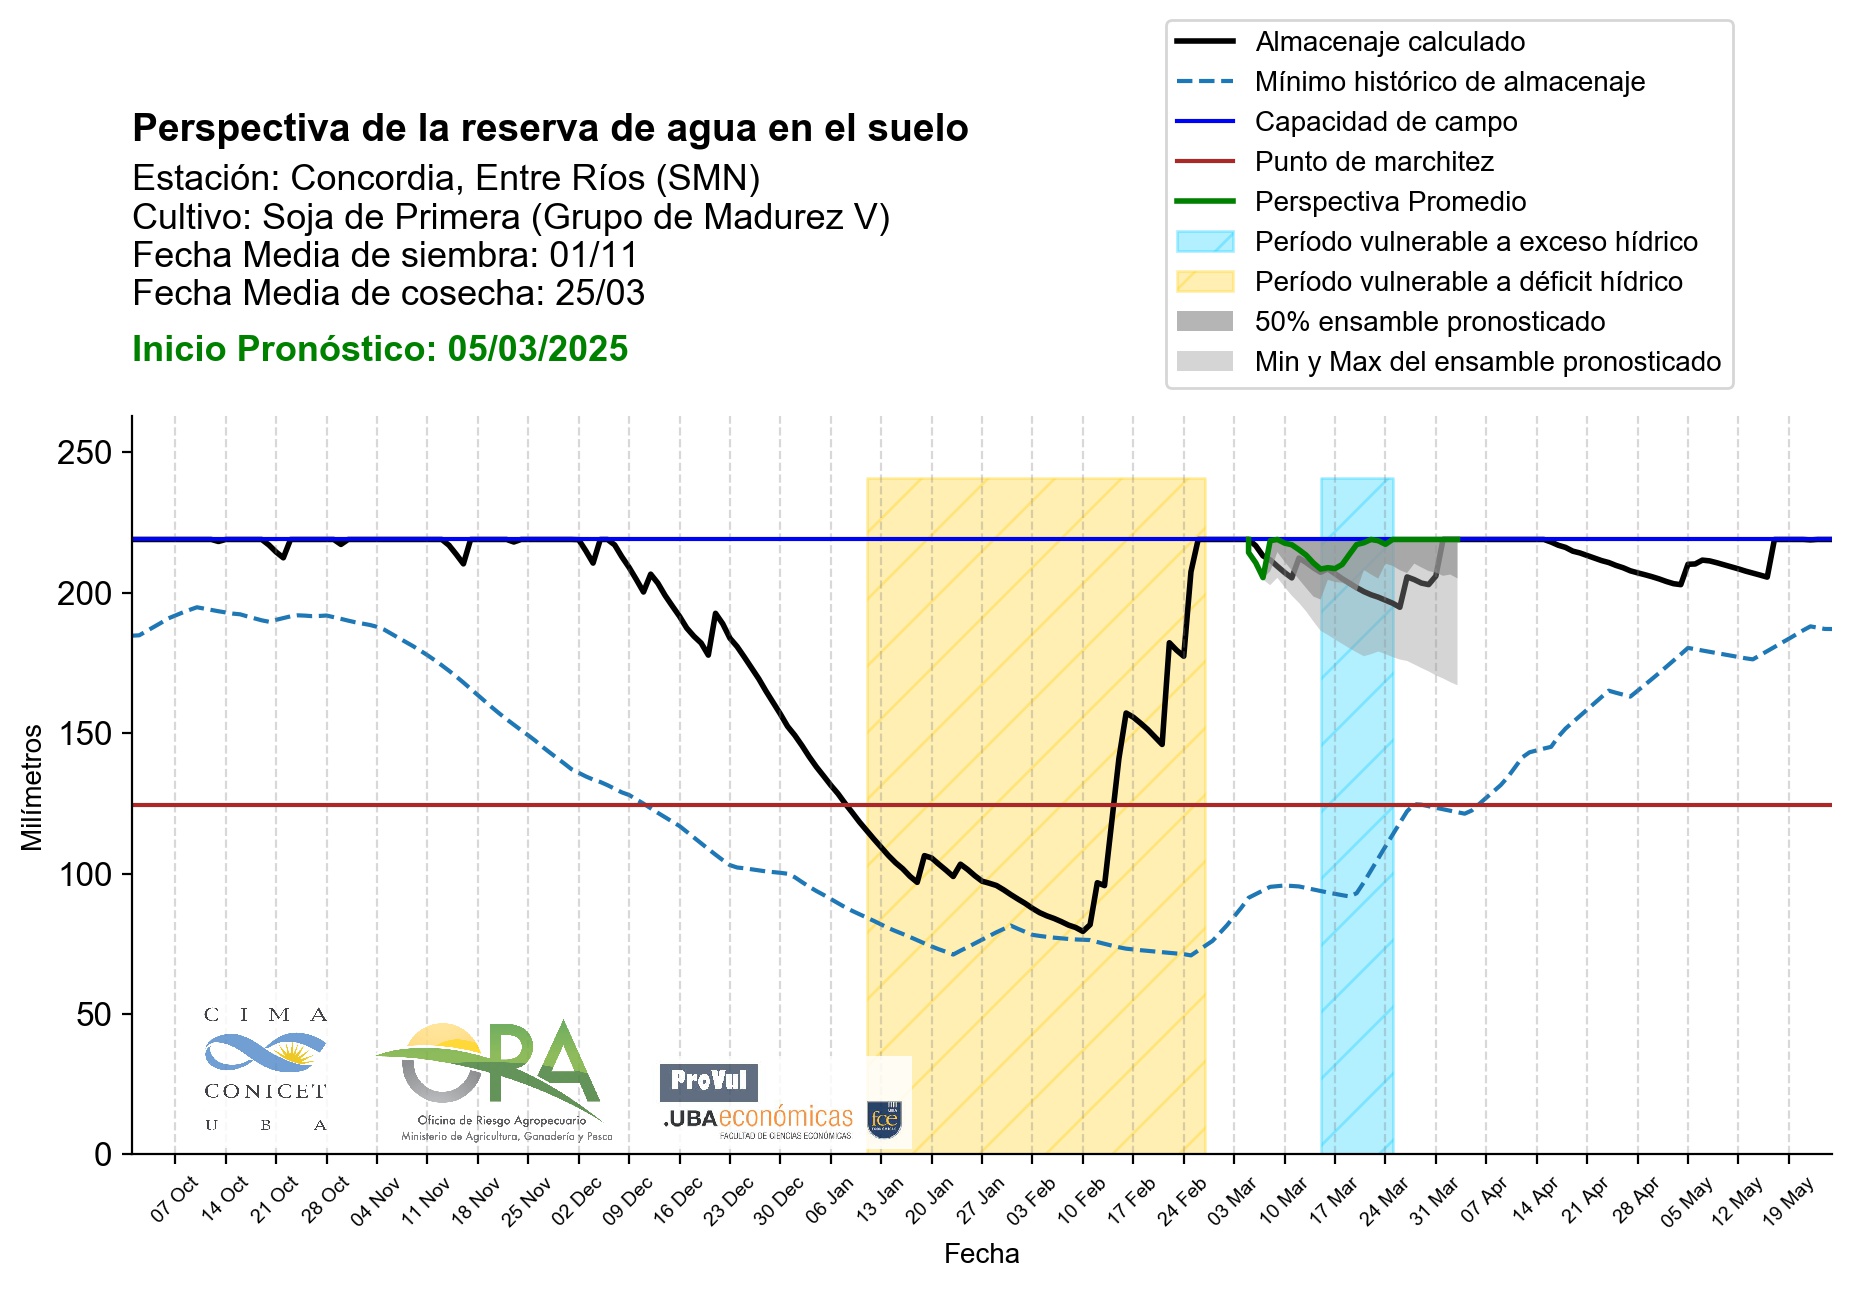 Almacenaje calculado
Mínimo histórico de almacenaje
Capacidad de campo
Punto de marchitez
Perspectiva Promedio
Período vulnerable a exceso hídrico
Período vulnerable a déficit hídrico
50% ensamble pronosticado
Min y Max del ensamble pronosticado
Perspectiva de la reserva de agua en el suelo
Estación: Concordia, Entre Ríos (SMN)
Cultivo: Soja de Primera (Grupo de Madurez V)
Fecha Media de siembra: 01/11
Fecha Media de cosecha: 25/03
Inicio Pronóstico: 05/03/2025
250
200
150
100
50
0
Milímetros
C I M A
CONICET
U B A
ORA
Oficina de Riesgo Agropecuario
Ministerio de Agricultura, Ganadería y Pesca
ProVul
.UBAeconómicas
FACULTAD DE CIENCIAS ECONÓMICAS
UBA
fce
07 Oct
14 Oct
21 Oct
28 Oct
04 Nov
11 Nov
18 Nov
25 Nov
02 Dec
09 Dec
16 Dec
23 Dec
30 Dec
06 Jan
13 Jan
20 Jan
27 Jan
03 Feb
10 Feb
17 Feb
24 Feb
03 Mar
10 Mar
17 Mar
24 Mar
31 Mar
07 Apr
14 Apr
21 Apr
28 Apr
05 May
12 May
19 May
Fecha